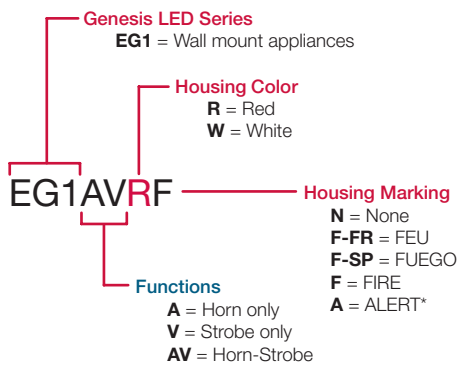 Genesis LED Series
EG1 = Wall mount appliances
Housing Color
R = Red
W = White
EG1AVRF
Housing Marking
N = None
F-FR = FEU
F-SP = FUEGO
F = FIRE
A = ALERT*
Functions
A = Horn only
V = Strobe only
AV = Horn-Strobe